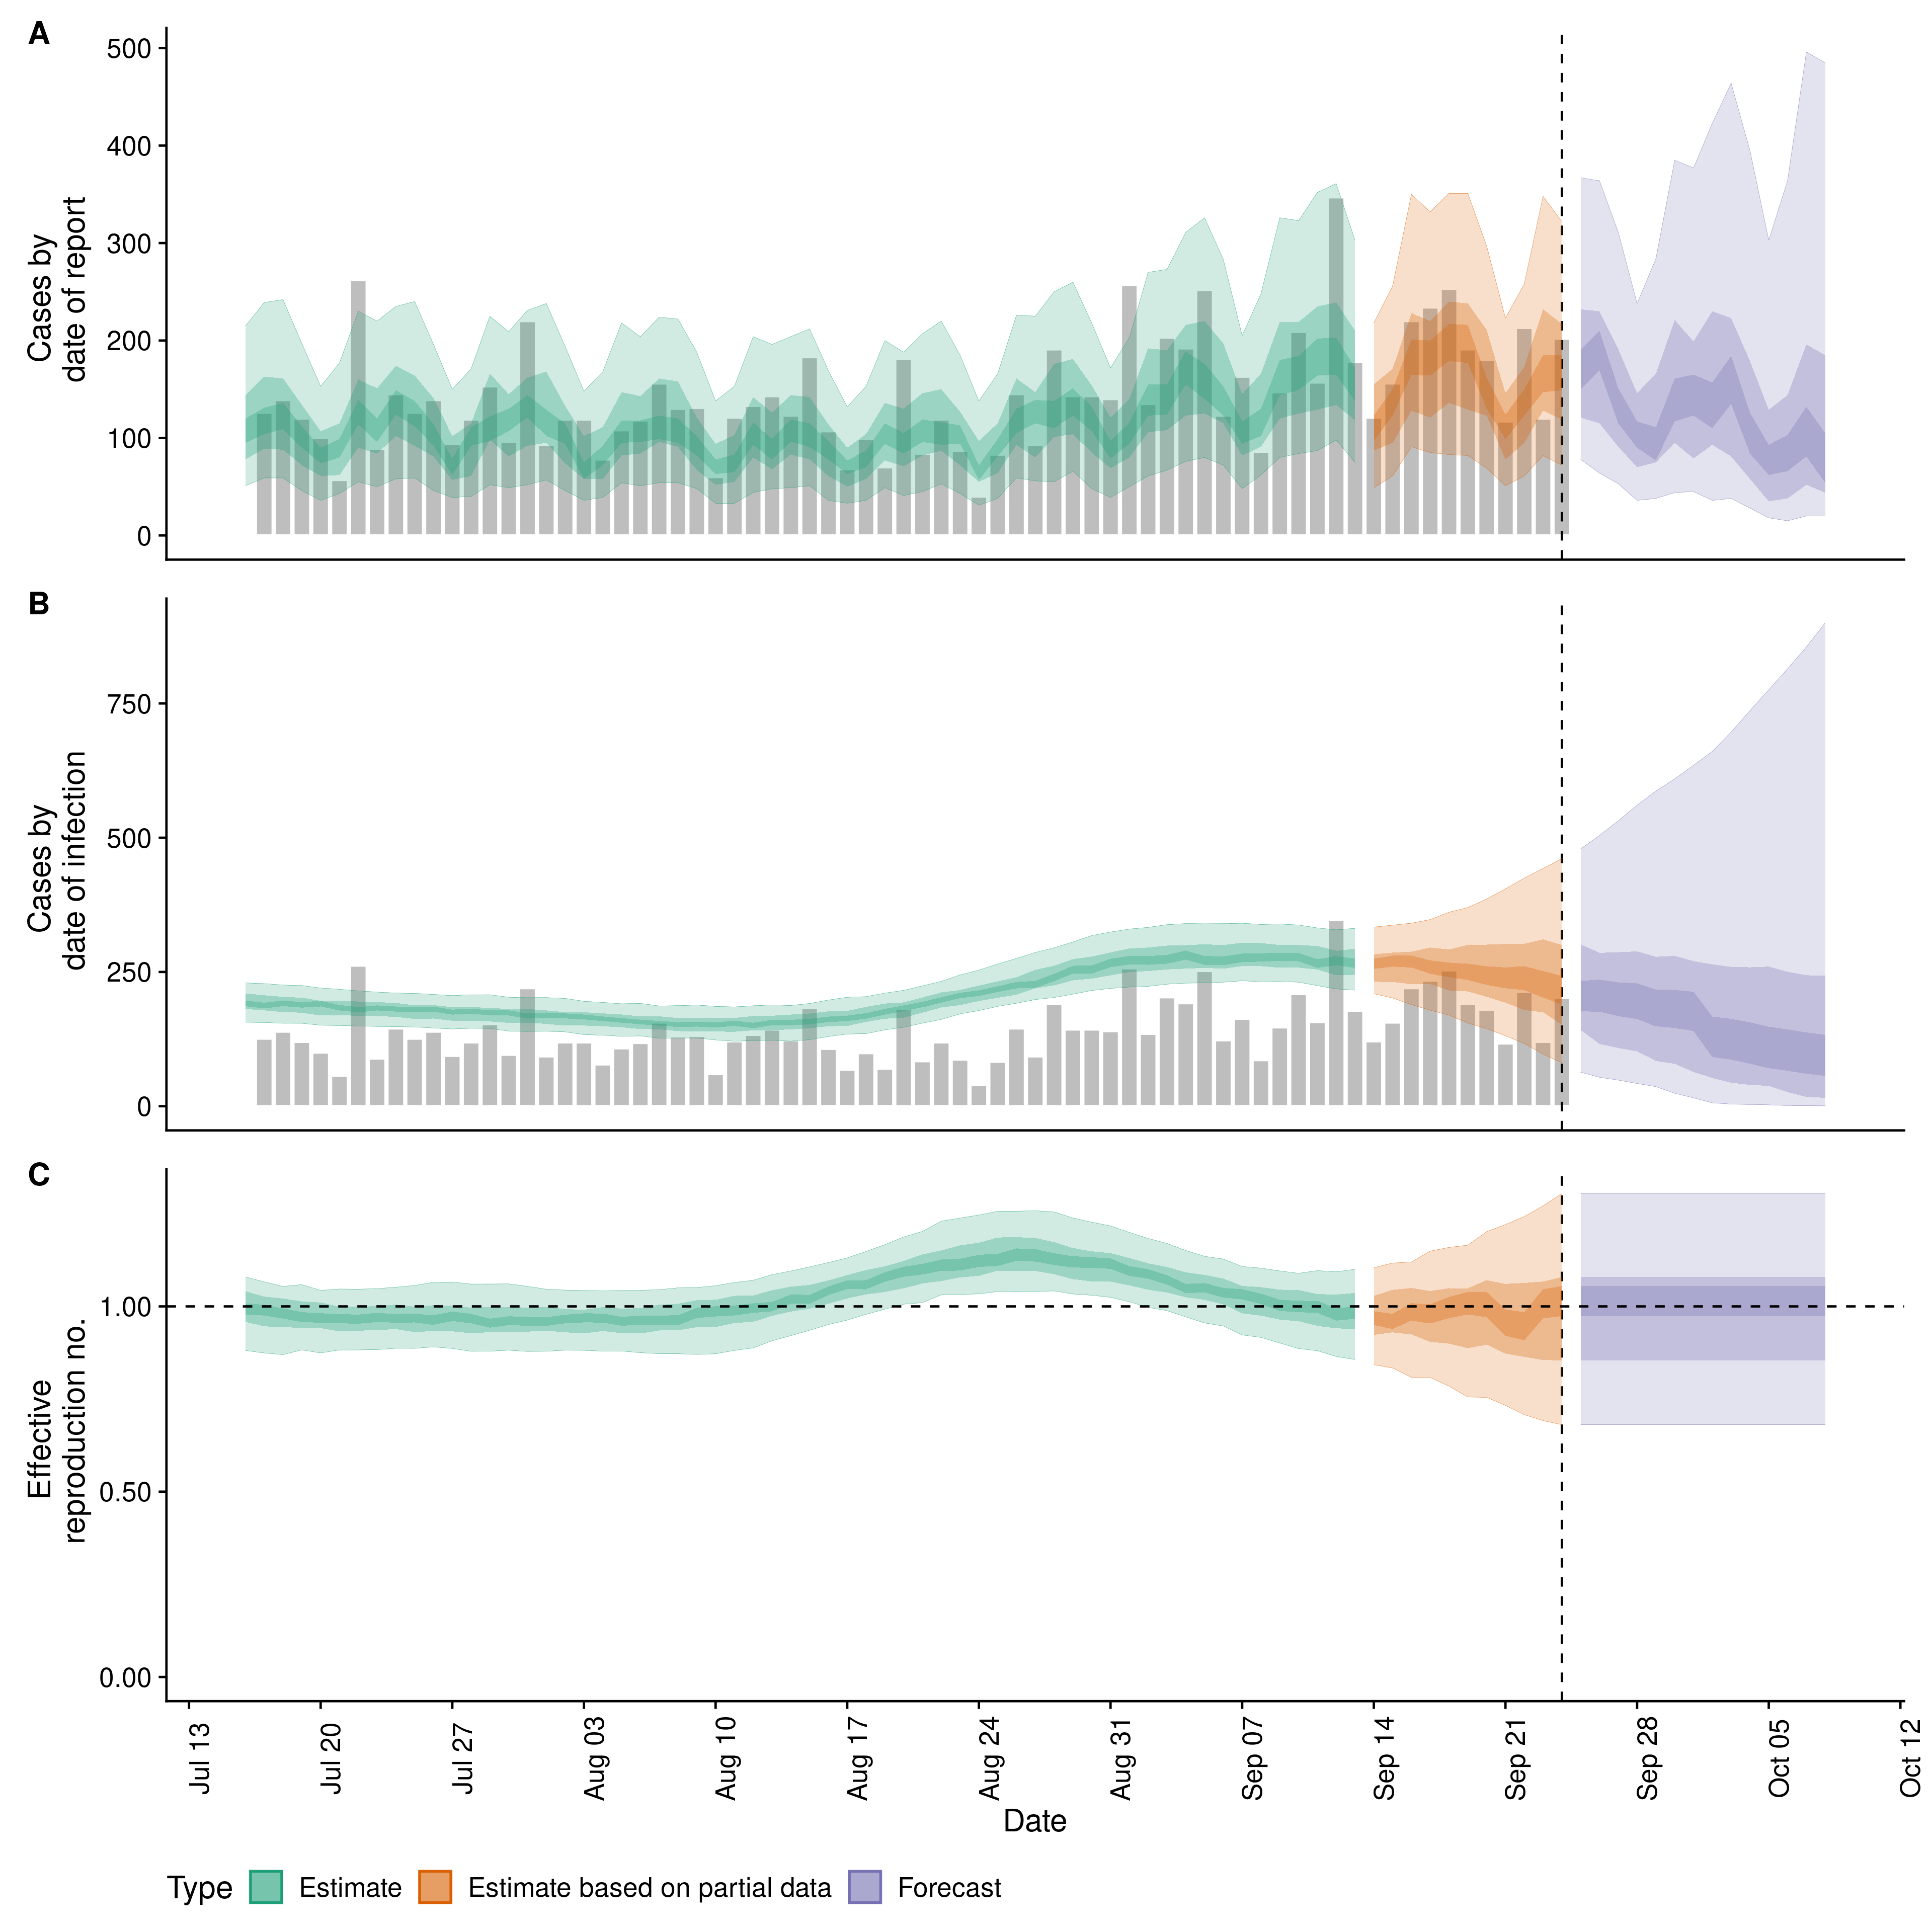 A
500
400
300
200
100
0
Cases by
date of report
B
750
500
250
0
Cases by
date of infection
C
1.00
0.50
0.00
Effective
reproduction no.
Jul 13
Jul 20
Jul 27
Aug 03
Aug 10
Aug 17
Aug 24
Aug 31
Sep 07
Sep 14
Sep 21
Sep 28
Oct 05
Oct 12
Date
Type Estimate Estimate based on partial data Forecast